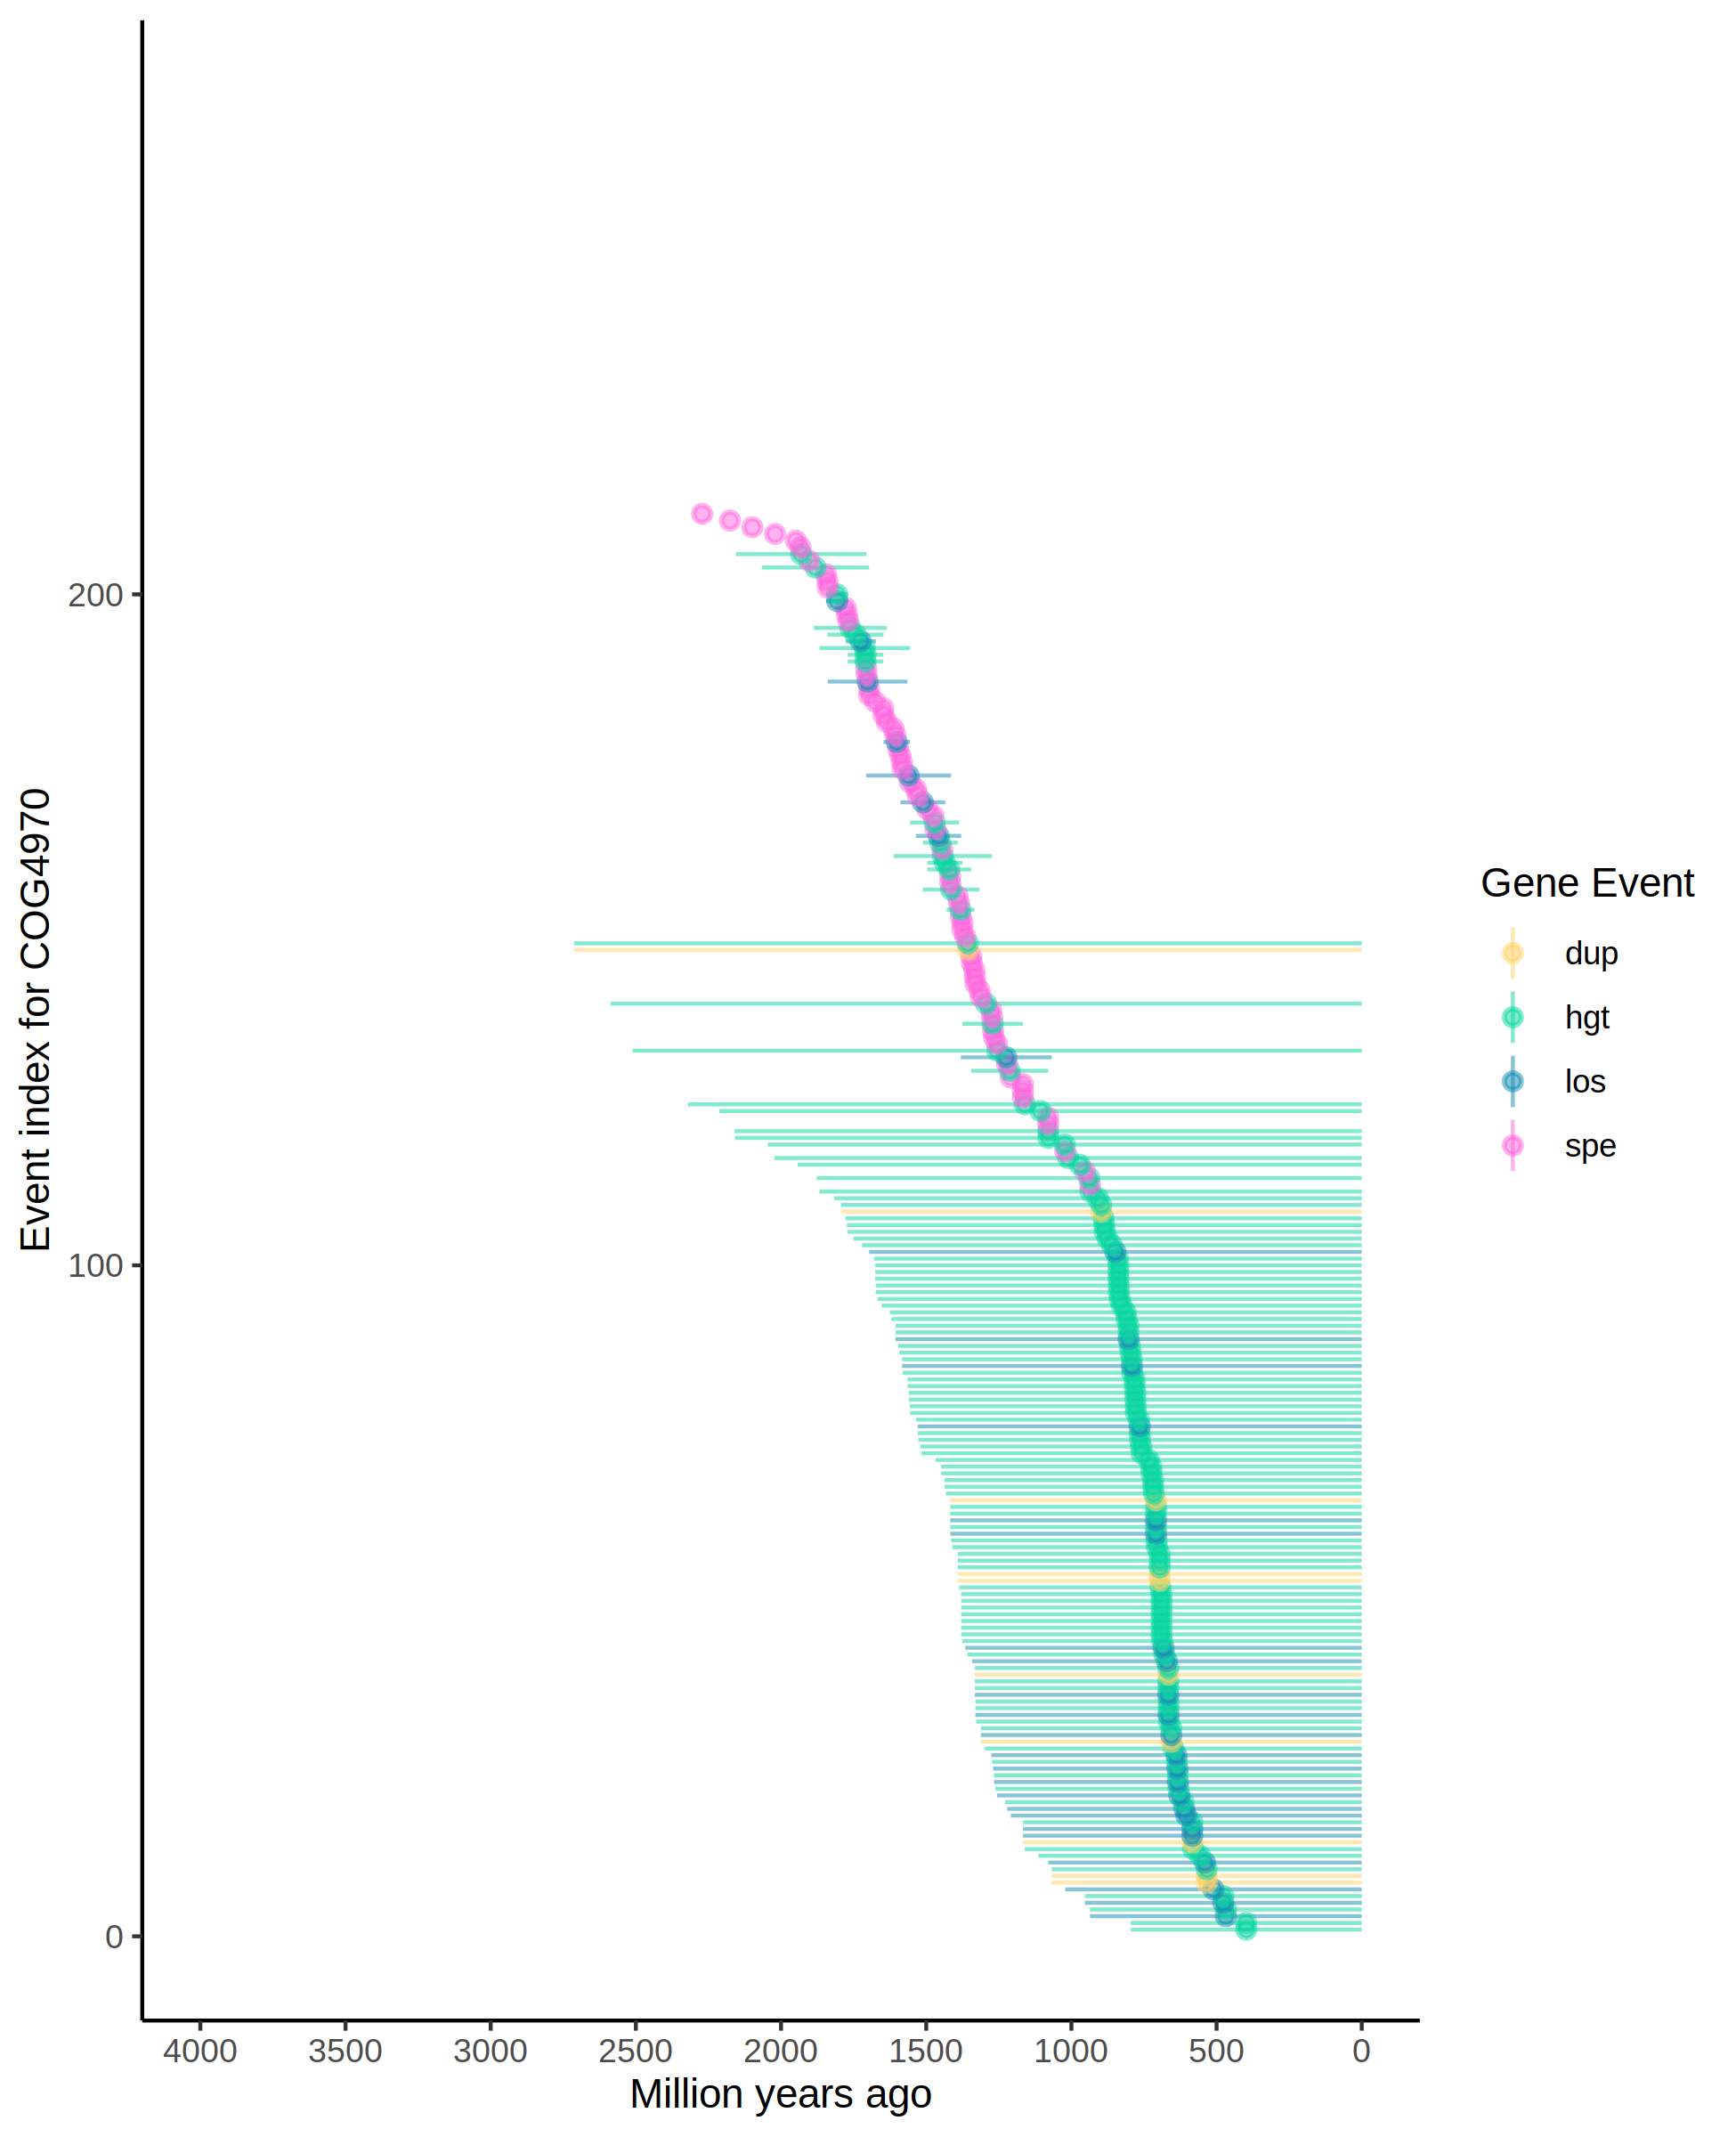 Event index for COG4970
200
100
0
4000 3500 3000 2500 2000 1500 1000 500 0
Million years ago
Gene Event
dup
hgt
los
spe